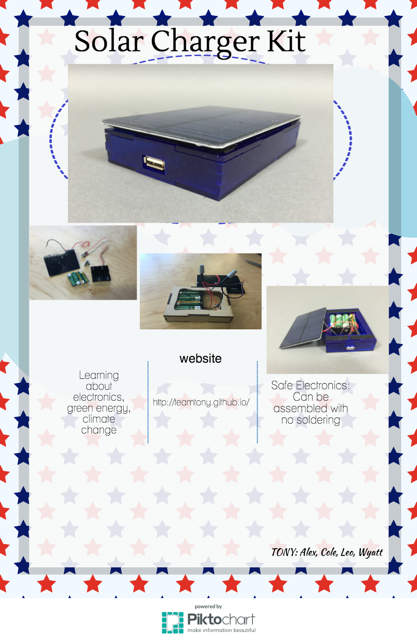 Solar Charger Kit
website
Learning
about
electronics,
green energy,
climate
change
http://teamtony.github.io/
Safe Electronics:
Can be
assembled with
no soldering
TONY: Alex, Cole, Leo, Wyatt
powered by
Piktochart
make information beautiful